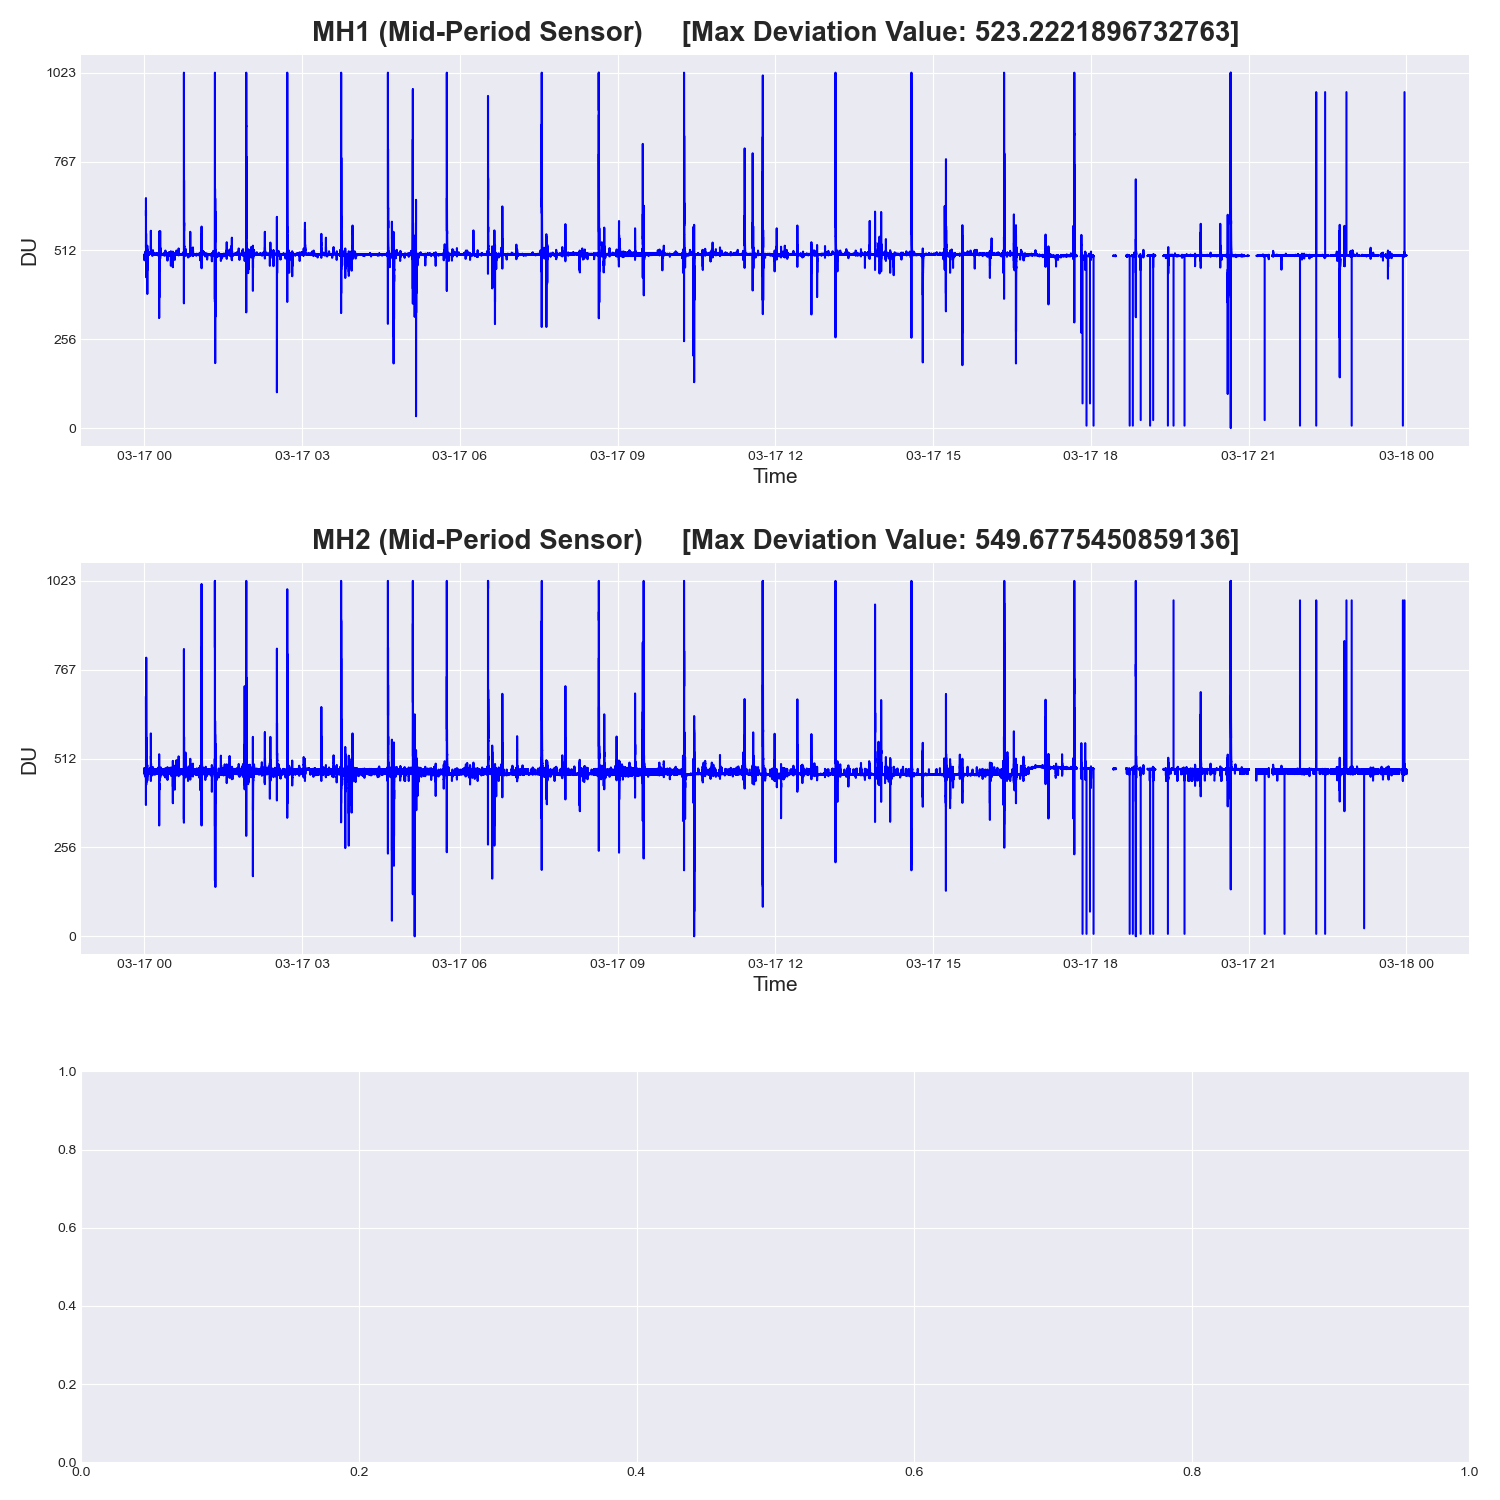 MH1 (Mid-Period Sensor) [Max Deviation Value: 523.2221896732763]
1023
767
512
256
0
DU
03-17 00 03-17 03 03-17 06 03-17 09 03-17 12 03-17 15 03-17 18 03-17 21 03-18 00
Time
MH2 (Mid-Period Sensor) [Max Deviation Value: 549.6775450859136]
1023
767
512
256
0
DU
03-17 00 03-17 03 03-17 06 03-17 09 03-17 12 03-17 15 03-17 18 03-17 21 03-18 00
Time
1.0
0.8
0.6
0.4
0.2
0.0
0.0 0.2 0.4 0.6 0.8 1.0